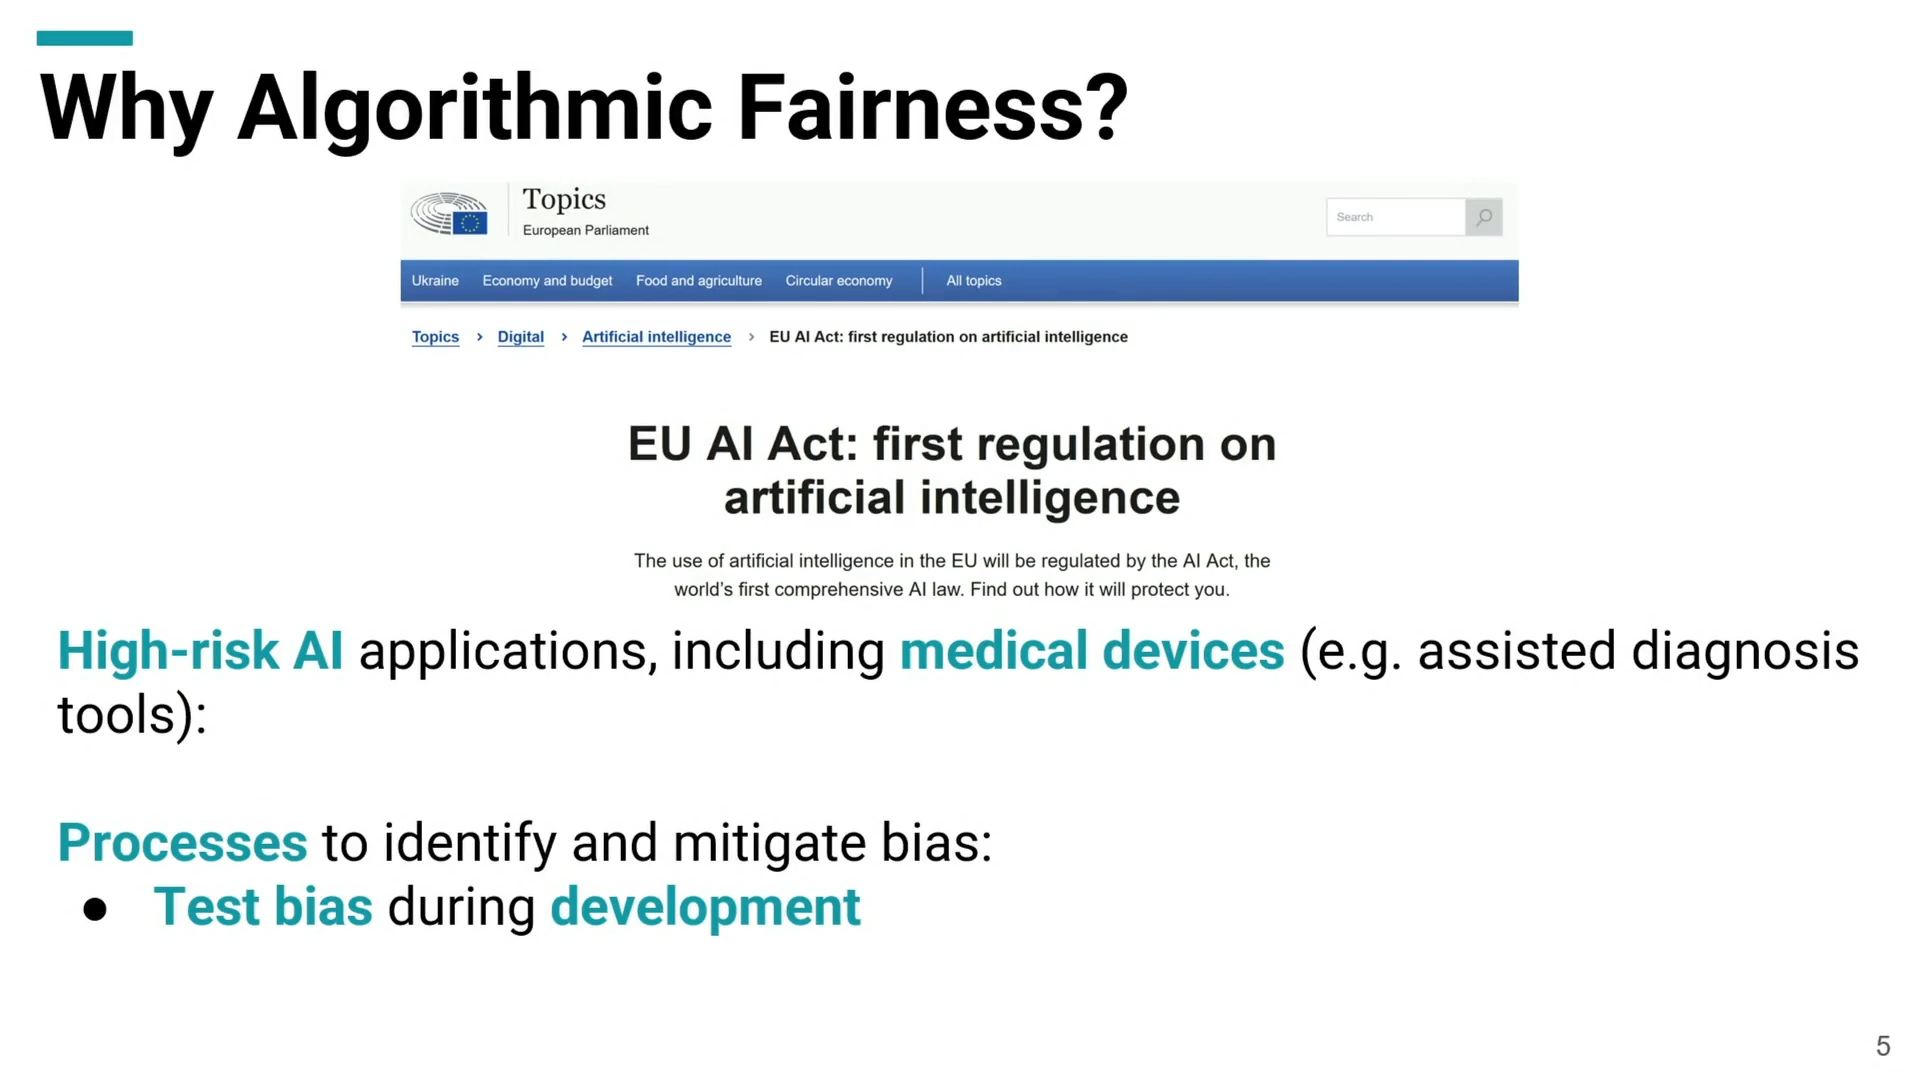 Why Algorithmic Fairness?
Topics
European Parliament
Search
Ukraine Economy and budget Food and agriculture Circular economy All topics
Topics > Digital > Artificial intelligence > EU AI Act: first regulation on artificial intelligence
EU AI Act: first regulation on
artificial intelligence
The use of artificial intelligence in the EU will be regulated by the AI Act, the
world’s first comprehensive AI law. Find out how it will protect you.
High-risk AI applications, including medical devices (e.g. assisted diagnosis
tools):
Processes to identify and mitigate bias:
● Test bias during development
5